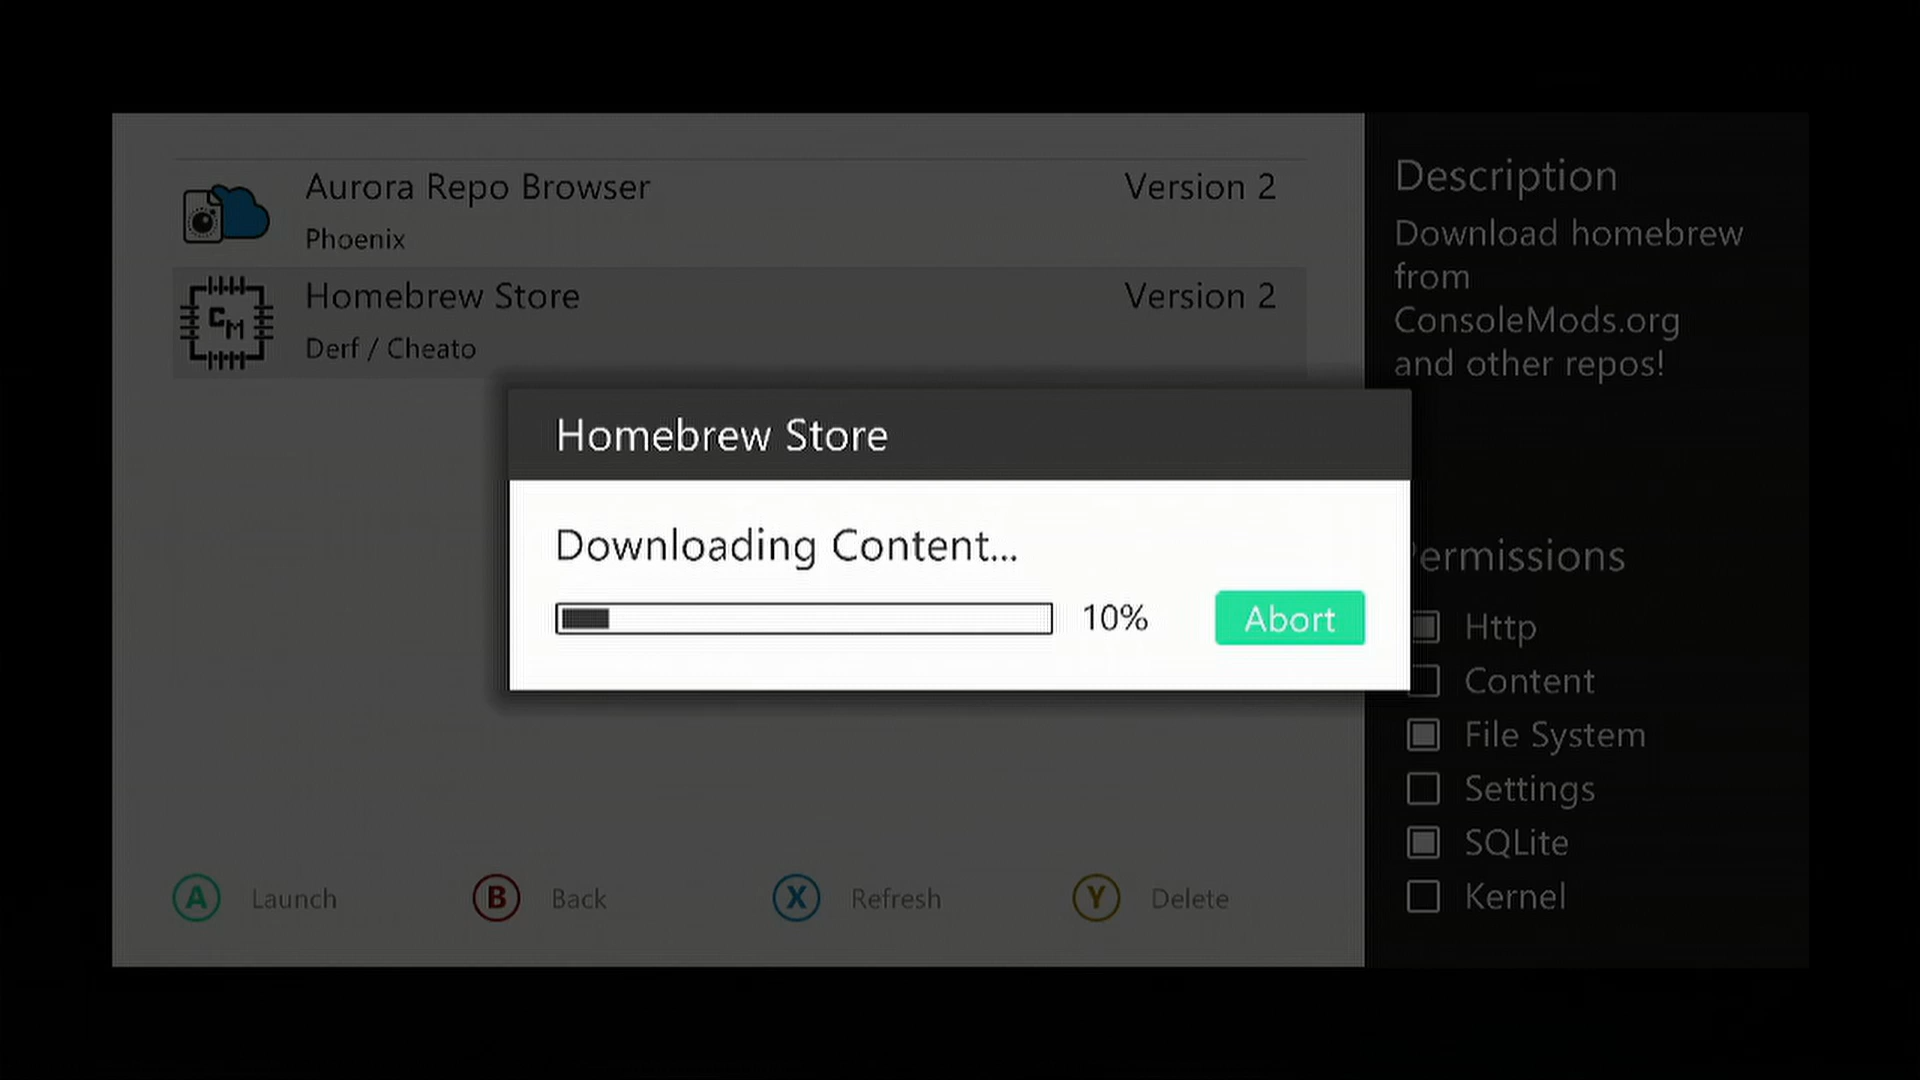 Aurora Repo Browser
Version 2
Phoenix
CM
Homebrew Store
Version 2
Derf / Cheato
Description
Download homebrew
from
ConsoleMods.org
and other repos!
Homebrew Store
Downloading Content...
10%
Abort
ermissions
Http
Content
File System
Settings
SQLite
Kernel
A Launch
B Back
X Refresh
Y Delete